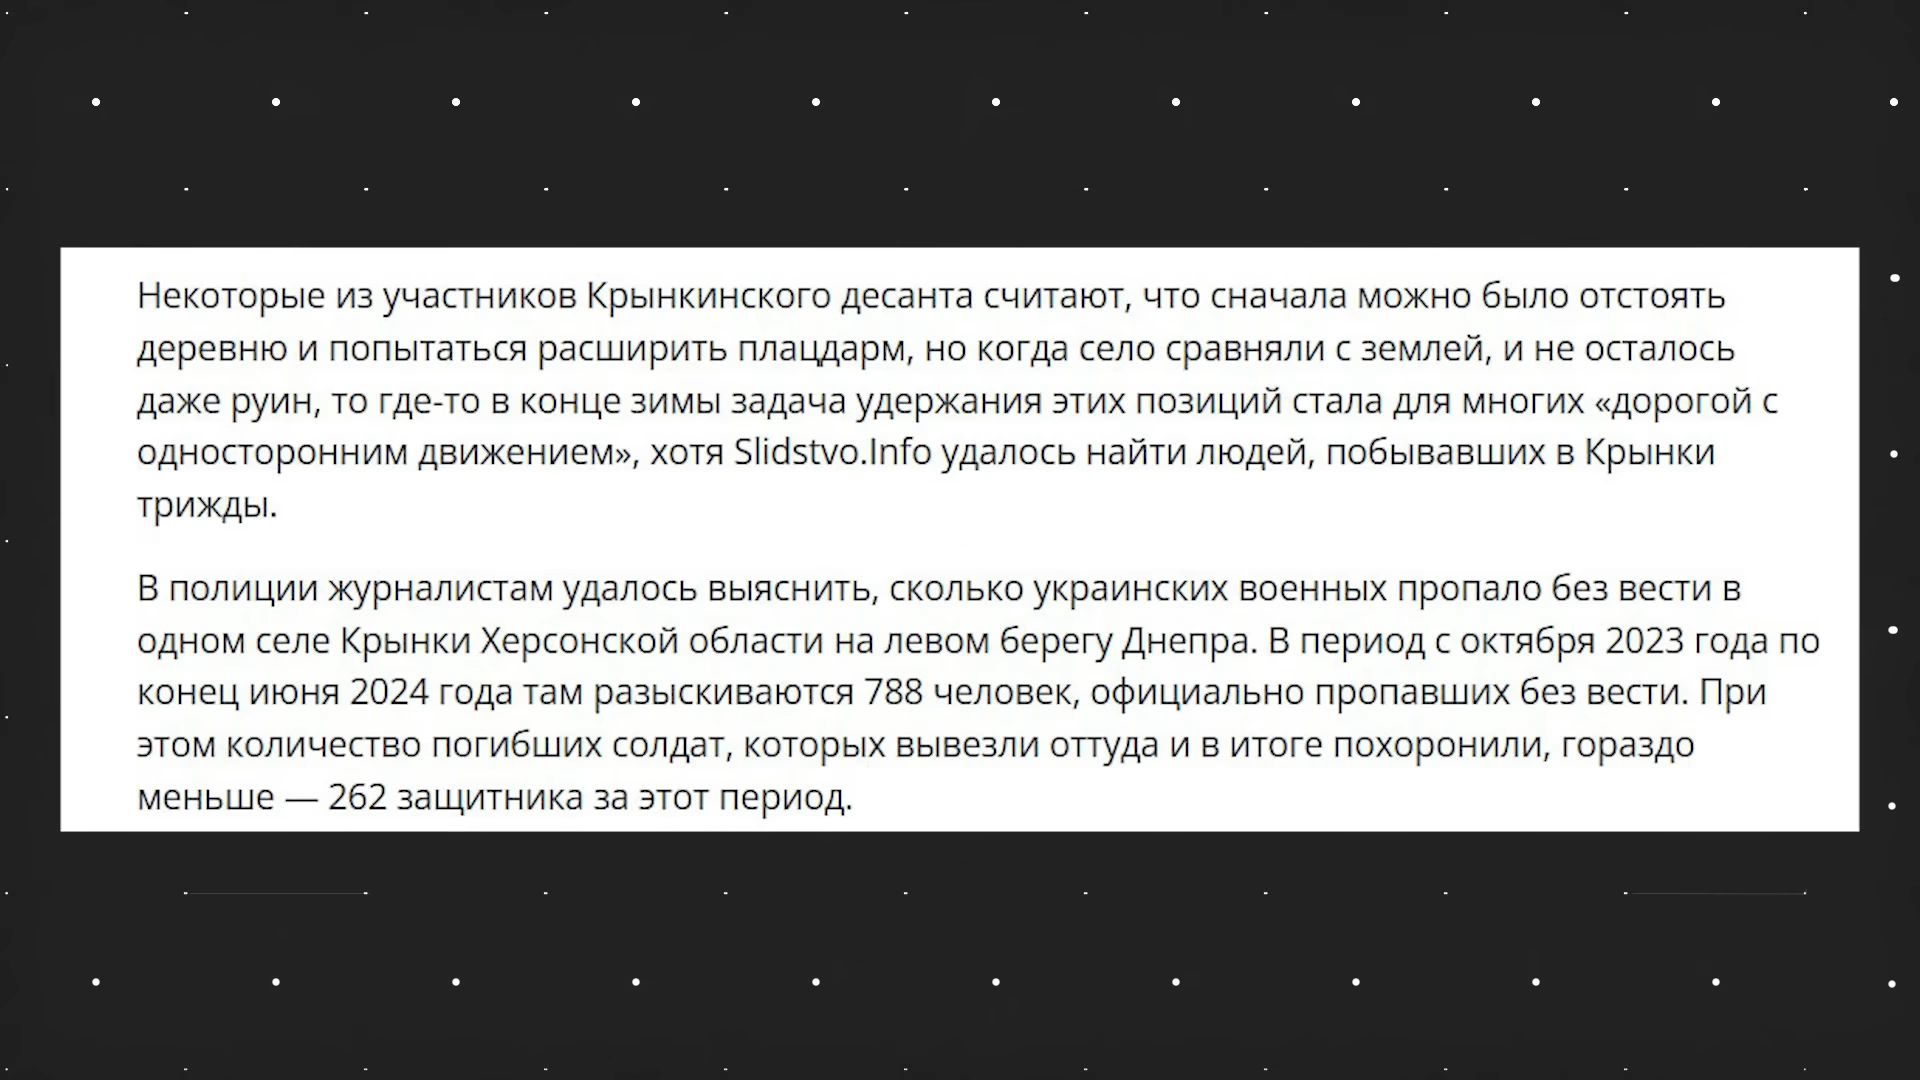 Некоторые из участников Крынкинского десанта считают, что сначала можно было отстоять
деревню и попытаться расширить плацдарм, но когда село сравняли с землей, и не осталось
даже руин, то где-то в конце зимы задача удержания этих позиций стала для многих «дорогой с
односторонним движением», хотя Slidstvo.Info удалось найти людей, побывавших в Крынки
трижды.
В полиции журналистам удалось выяснить, сколько украинских военных пропало без вести в
одном селе Крынки Херсонской области на левом берегу Днепра. В период с октября 2023 года по
конец июня 2024 года там разыскиваются 788 человек, официально пропавших без вести. При
этом количество погибших солдат, которых вывезли оттуда и в итоге похоронили, гораздо
меньше — 262 защитника за этот период.